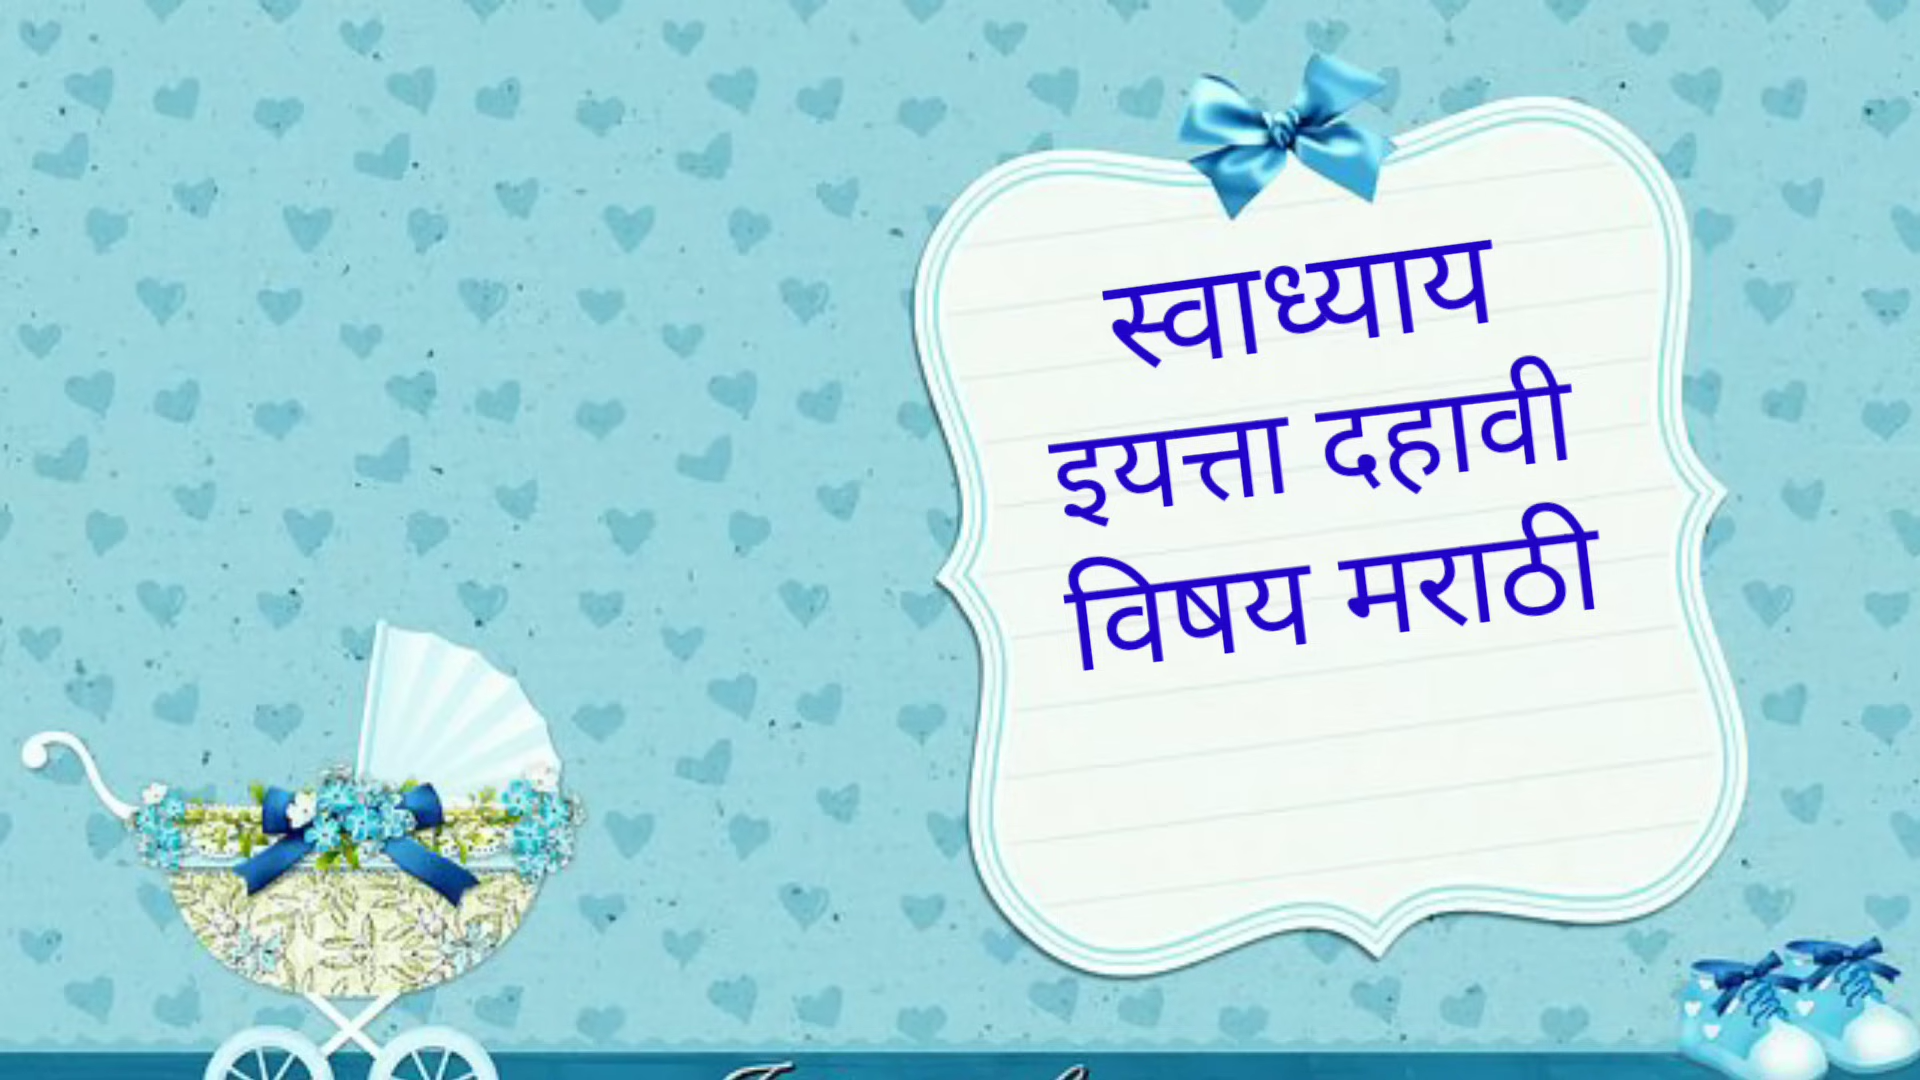 स्वाध्याय
इयत्ता दहावी
विषय मराठी